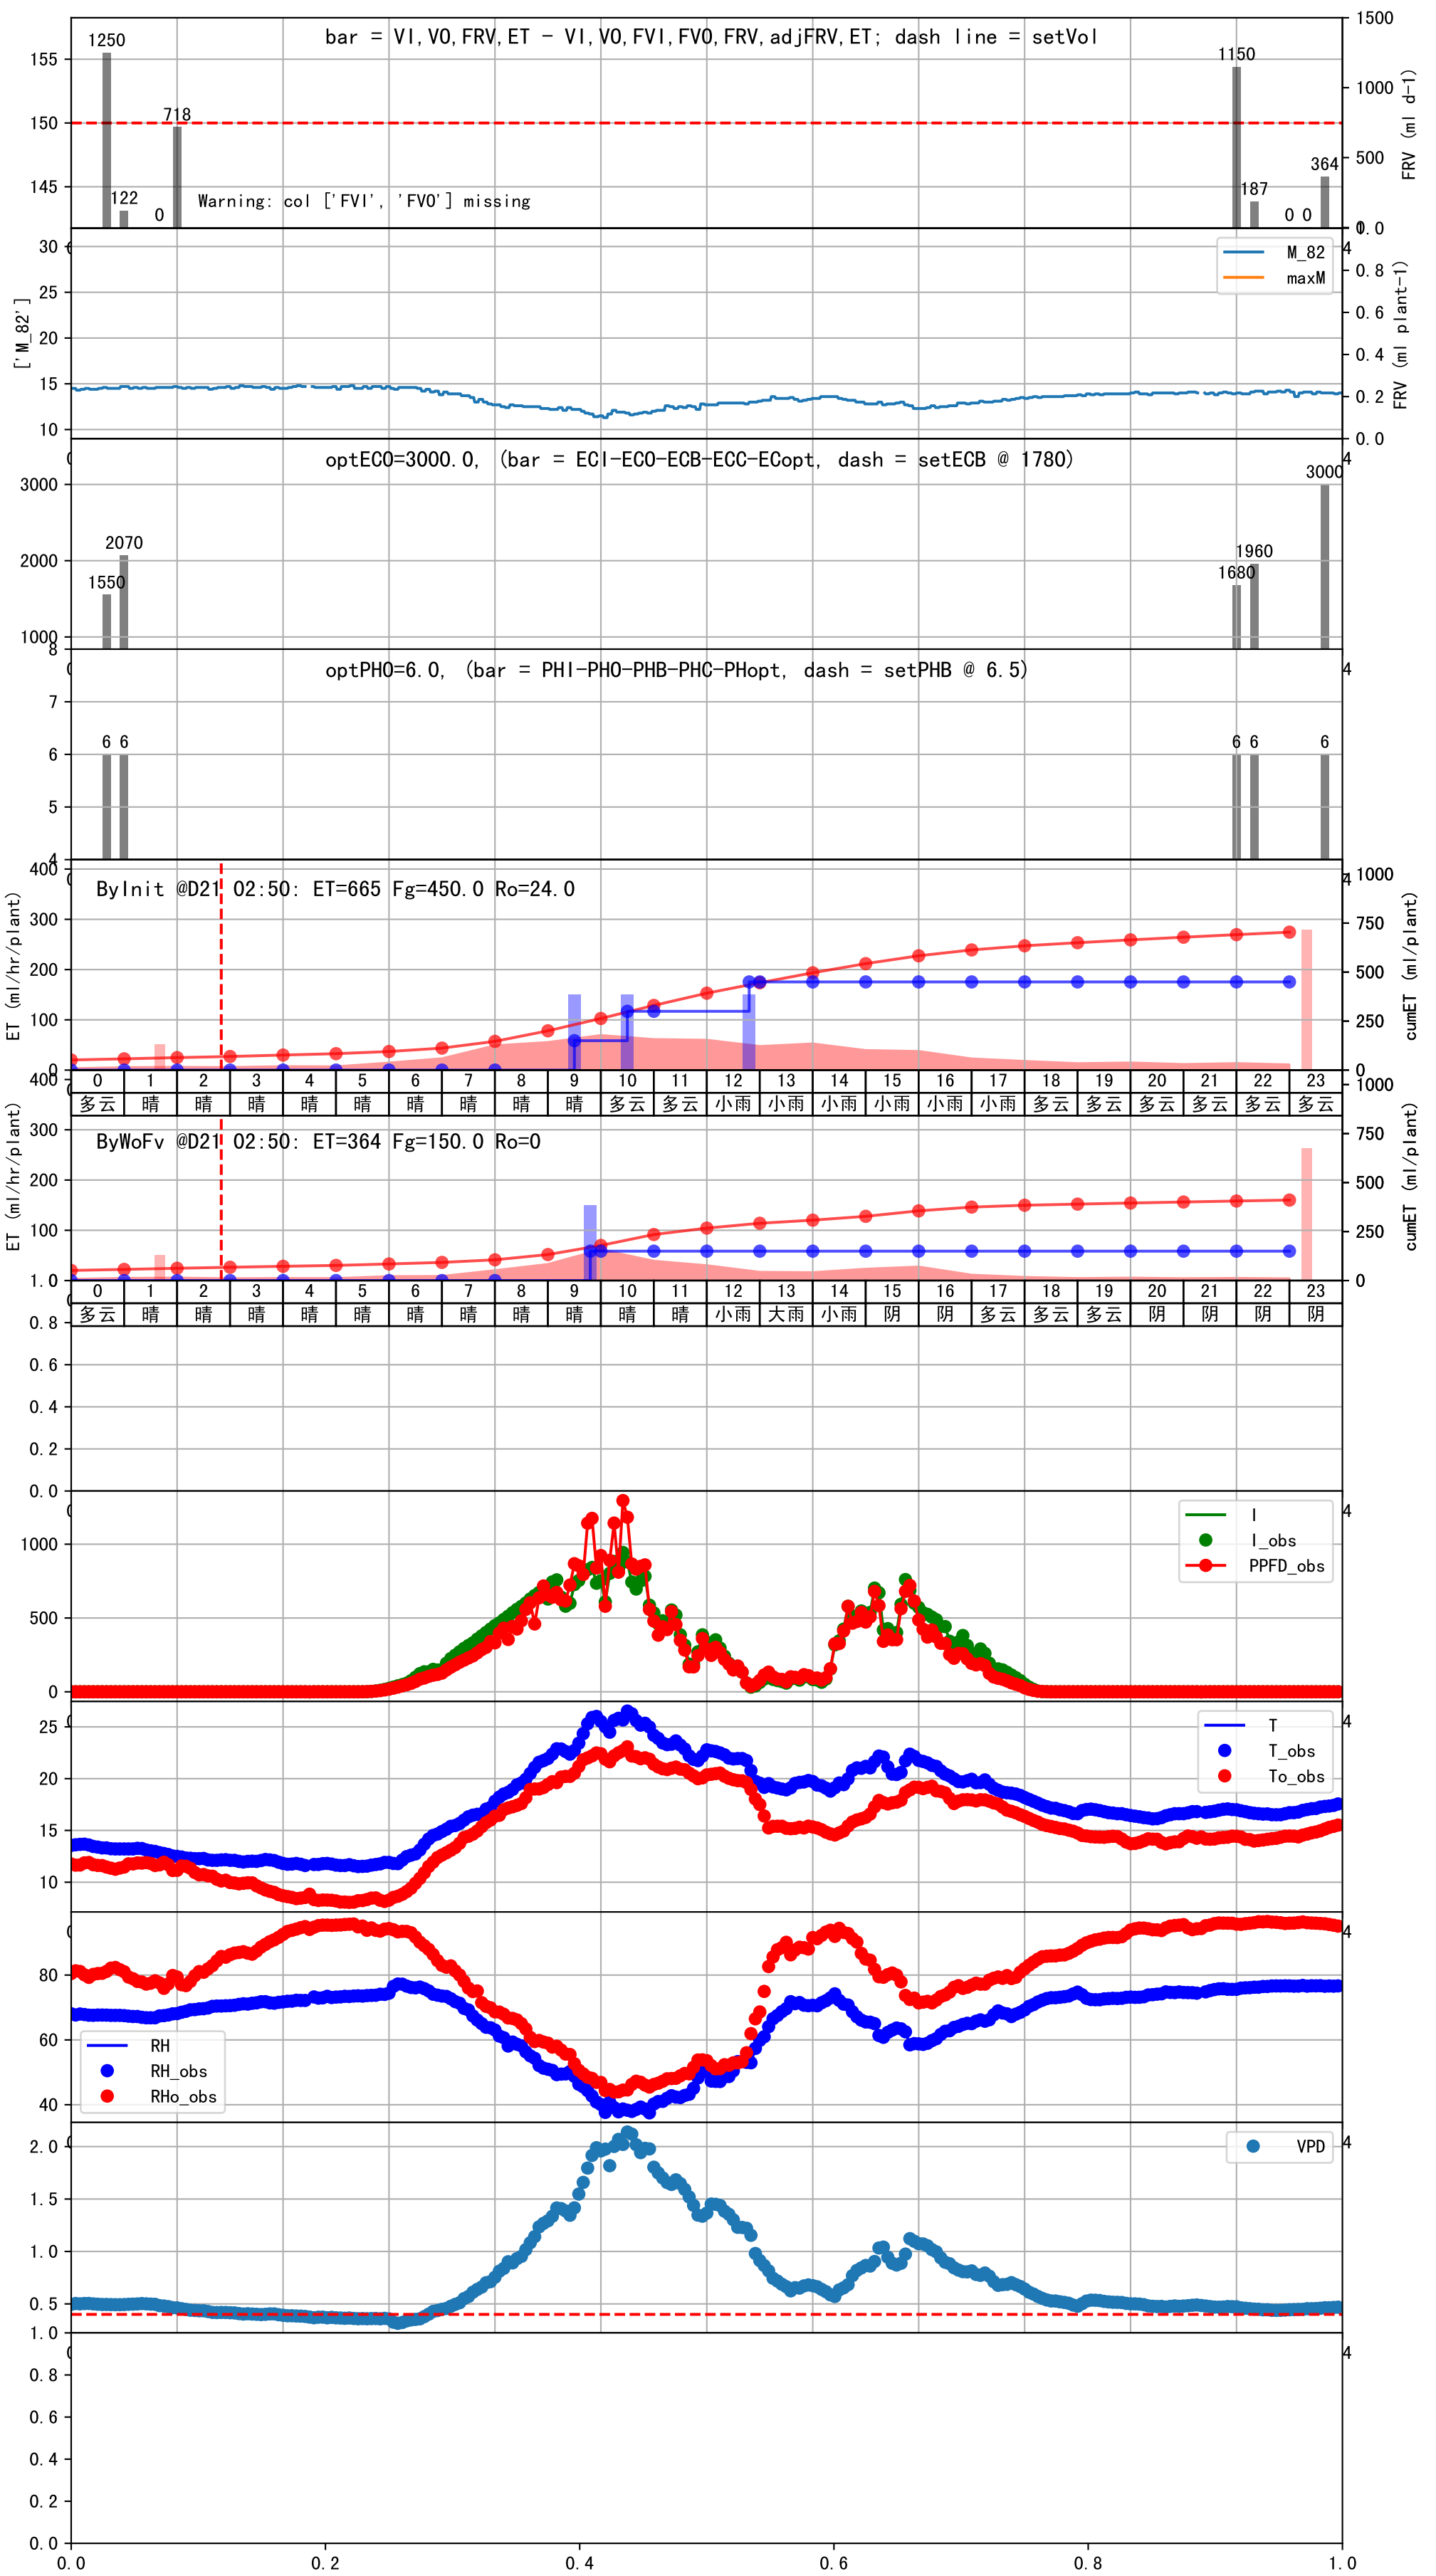 bar = VI,VO,FRV,ET - VI,VO,FVI,FVO,FRV,adjFRV,ET; dash line = setVol
1250
122
0
718
1150
187
0 0
364
Warning: col ['FVI', 'FVO'] missing
155
150
145
1500
1000
500
FRV (ml d-1)
30
25
20
15
10
['M_82']
M_82
maxM
1.0
0.8
0.6
0.4
0.2
0.0
FRV (ml plant-1)
optECO=3000.0, (bar = ECI-ECO-ECB-ECC-ECopt, dash = setECB @ 1780)
3000
2000
1000
1550
2070
1680
1960
3000
optPHO=6.0, (bar = PHI-PHO-PHB-PHC-PHopt, dash = setPHB @ 6.5)
8
7
6
5
4
6 6
6 6
6
ByInit @D21 02:50: ET=665 Fg=450.0 Ro=24.0
400
300
200
100
0
ET (ml/hr/plant)
1000
750
500
250
0
cumET (ml/plant)
0 1 2 3 4 5 6 7 8 9 10 11 12 13 14 15 16 17 18 19 20 21 22 23
多云 晴 晴 晴 晴 晴 晴 晴 晴 晴 多云 多云 小雨 小雨 小雨 小雨 小雨 小雨 多云 多云 多云 多云 多云 多云
ByWoFv @D21 02:50: ET=364 Fg=150.0 Ro=0
400
300
200
100
ET (ml/hr/plant)
1000
750
500
250
0
cumET (ml/plant)
0 1 2 3 4 5 6 7 8 9 10 11 12 13 14 15 16 17 18 19 20 21 22 23
多云 晴 晴 晴 晴 晴 晴 晴 晴 晴 晴 晴 小雨 大雨 小雨 阴 阴 多云 多云 多云 阴 阴 阴 阴
1.0
0.8
0.6
0.4
0.2
0.0
1000
500
0
I
I_obs
PPFD_obs
25
20
15
10
T
T_obs
To_obs
80
60
40
RH
RH_obs
RHo_obs
2.0
1.5
1.0
0.5
VPD
1.0
0.8
0.6
0.4
0.2
0.0
0.0 0.2 0.4 0.6 0.8 1.0